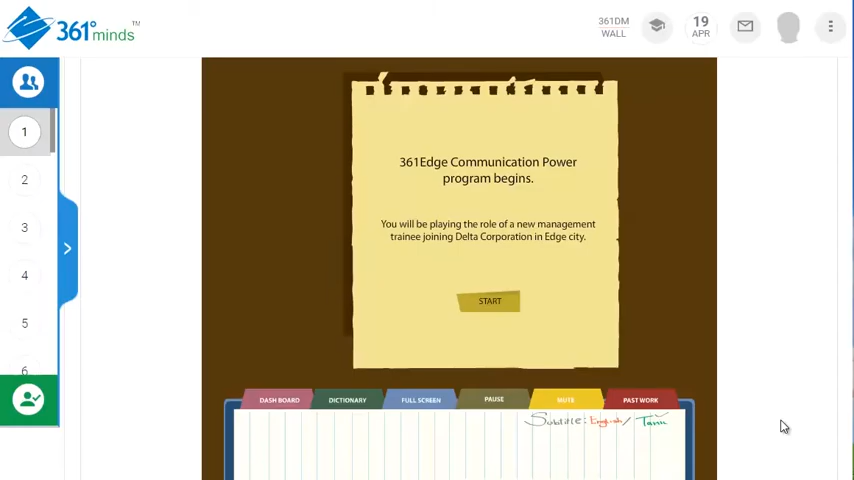 361°minds™
361DM
WALL
19
APR
1
2
3
4
5
6
>
361Edge Communication Power
program begins.
You will be playing the role of a new management
trainee joining Delta Corporation in Edge city.
START
DASH BOARD
DICTIONARY
FULL SCREEN
PAUSE
MUTE
PAST WORK
Subtitle: English /